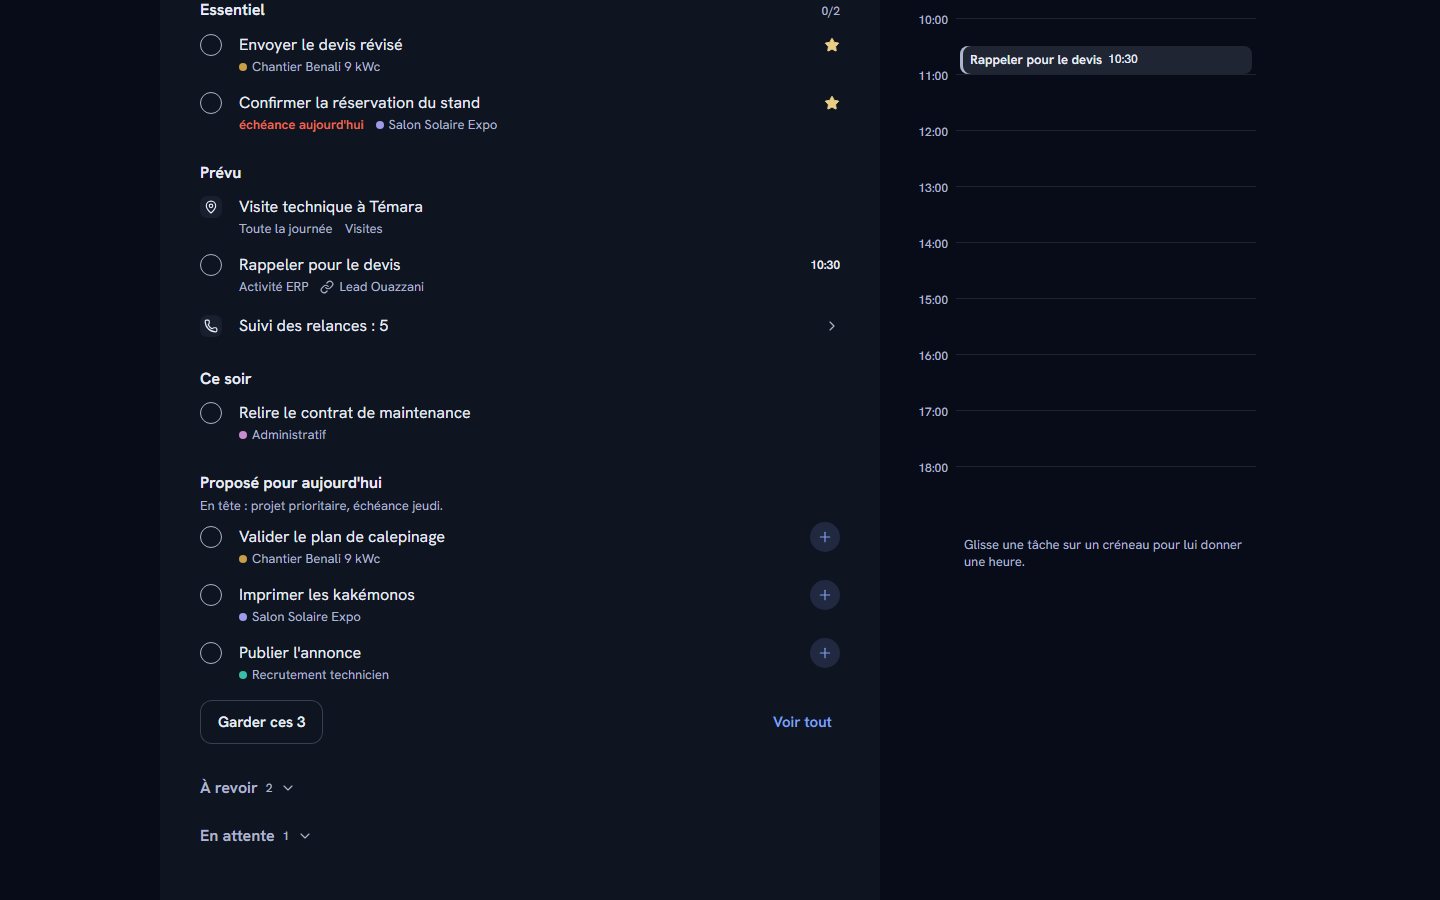 Essentiel
0/2
Envoyer le devis révisé
Chantier Benali 9 kWc
Confirmer la réservation du stand
échéance aujourd'hui Salon Solaire Expo
Prévu
Visite technique à Témara
Toute la journée Visites
Rappeler pour le devis
10:30
Activité ERP Lead Ouazzani
Suivi des relances : 5
Ce soir
Relire le contrat de maintenance
Administratif
Proposé pour aujourd'hui
En tête : projet prioritaire, échéance jeudi.
Valider le plan de calepinage
Chantier Benali 9 kWc
Imprimer les kakémonos
Salon Solaire Expo
Publier l'annonce
Recrutement technicien
Garder ces 3
Voir tout
À revoir 2
En attente 1
10:00
Rappeler pour le devis 10:30
11:00
12:00
13:00
14:00
15:00
16:00
17:00
18:00
Glisse une tâche sur un créneau pour lui donner
une heure.